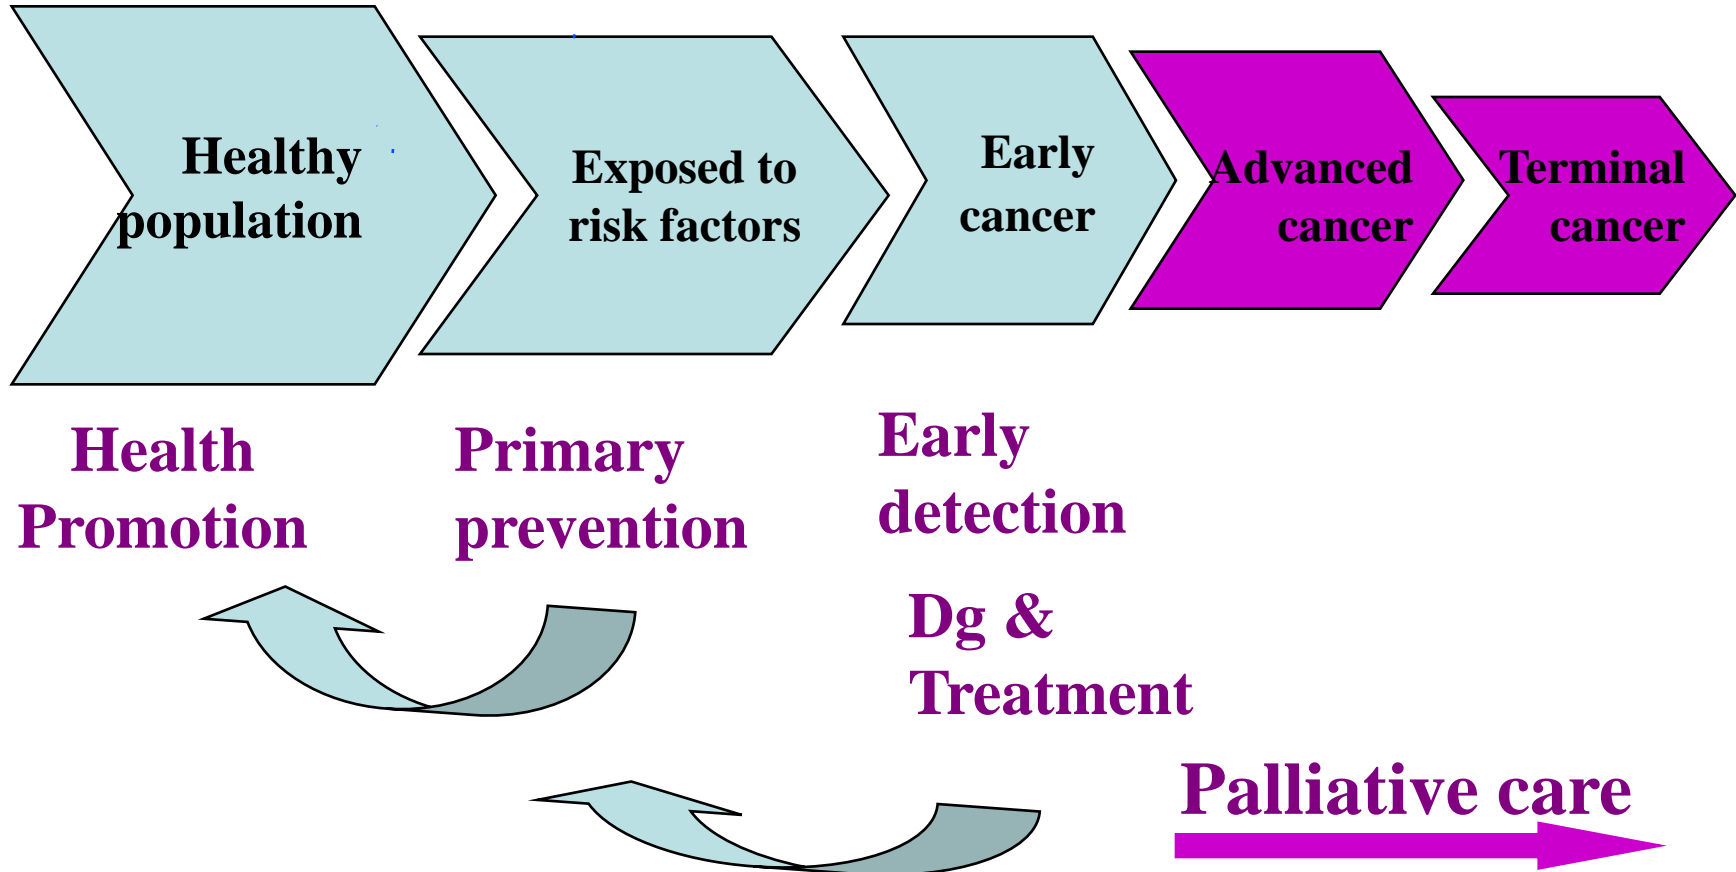 Healthy
population
Exposed to
risk factors
Early
cancer
Advanced
cancer
Terminal
cancer
Health
Promotion
Primary
prevention
Early
detection
Dg &
Treatment
Palliative care